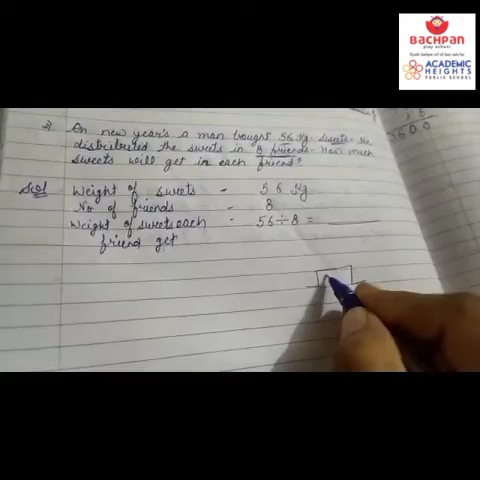 BACHPAN
play school
ACADEMIC
HEIGHTS
PUBLIC SCHOOL
5600
On new year's a man bought 56 kg. sweets. He
distributed the sweets in 8 friends. How much
sweets will get in each friend?
Sol
Weight of sweets - 56 kg
No of friends - 8
Weight of sweets each - 56÷8 =
friend get